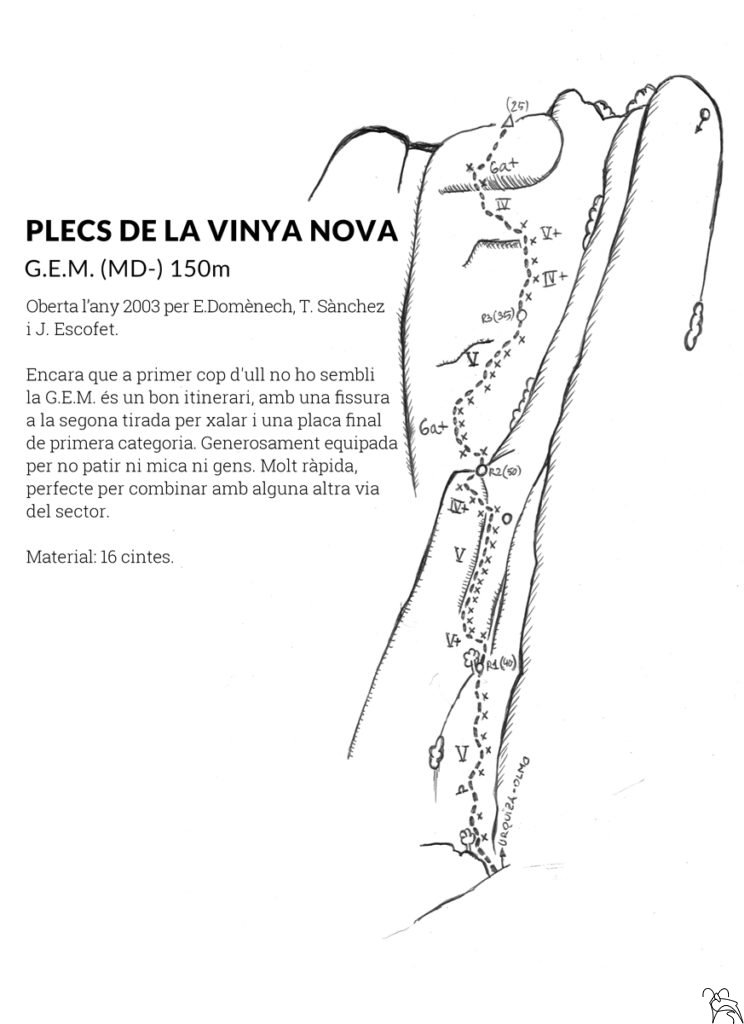 (25)
6a+
IV
PLECS DE LA VINYA NOVA
V+
G.E.M. (MD-) 150m
IV+
Oberta l'any 2003 per E.Domènech, T. Sànchez
i J. Escofet.
R3(35)
V
Encara que a primer cop d'ull no ho sembli
la G.E.M. és un bon itinerari, amb una fissura
a la segona tirada per xalar i una placa final
de primera categoria. Generosament equipada
per no patir ni mica ni gens. Molt ràpida,
perfecte per combinar amb alguna altra via
del sector.
6a+
R2(50)
IV+
Material: 16 cintes.
V
V+
R1(40)
V
P
URQUIZA-OLMO